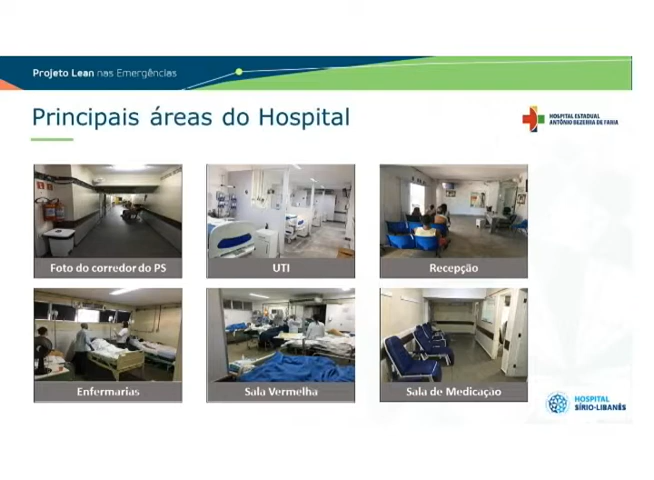 Projeto Lean nas Emergências
Principais áreas do Hospital
HOSPITAL ESTADUAL
ANTÔNIO BEZERRA DE FARIA
Foto do corredor do PS
UTI
Recepção
Enfermarias
Sala Vermelha
Sala de Medicação
HOSPITAL
SÍRIO-LIBANÊS